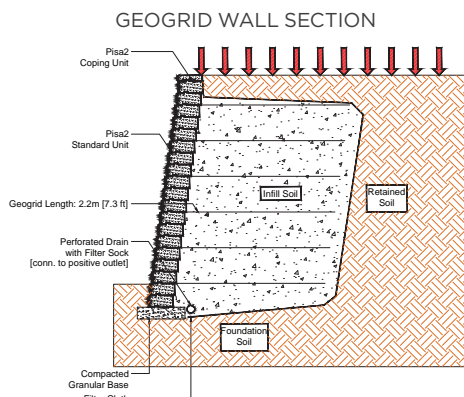 GEOGRID WALL SECTION
Pisa2
Coping Unit
Pisa2
Standard Unit
Infill Soil
Retained
Soil
Geogrid Length: 2.2m [7.3 ft]
Perforated Drain
with Filter Sock
[conn. to positive outlet]
Foundation
Soil
Compacted
Granular Base